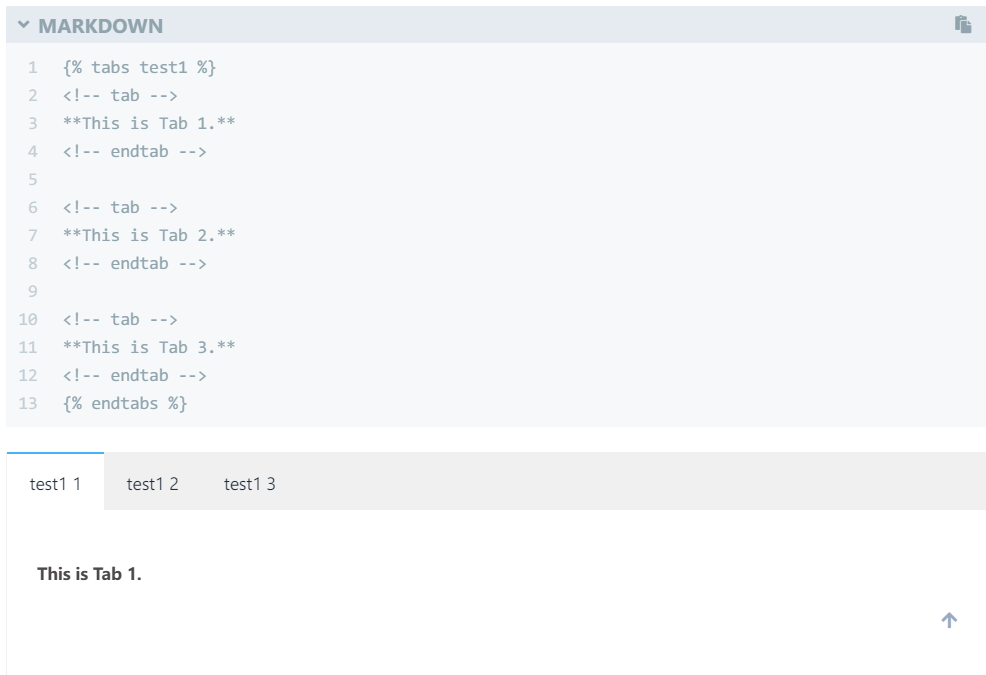 MARKDOWN
1 {% tabs test1 %}
2 <!-- tab -->
3 **This is Tab 1.**
4 <!-- endtab -->
5
6 <!-- tab -->
7 **This is Tab 2.**
8 <!-- endtab -->
9
10 <!-- tab -->
11 **This is Tab 3.**
12 <!-- endtab -->
13 {% endtabs %}
test1 1 test1 2 test1 3
This is Tab 1.